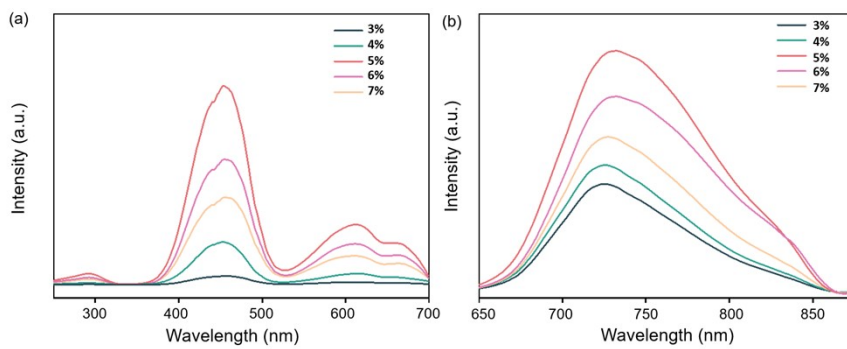 (a)
3%
4%
5%
6%
7%
Intensity (a.u.)
300 400 500 600 700
Wavelength (nm)
(b)
3%
4%
5%
6%
7%
Intensity (a.u.)
650 700 750 800 850
Wavelength (nm)